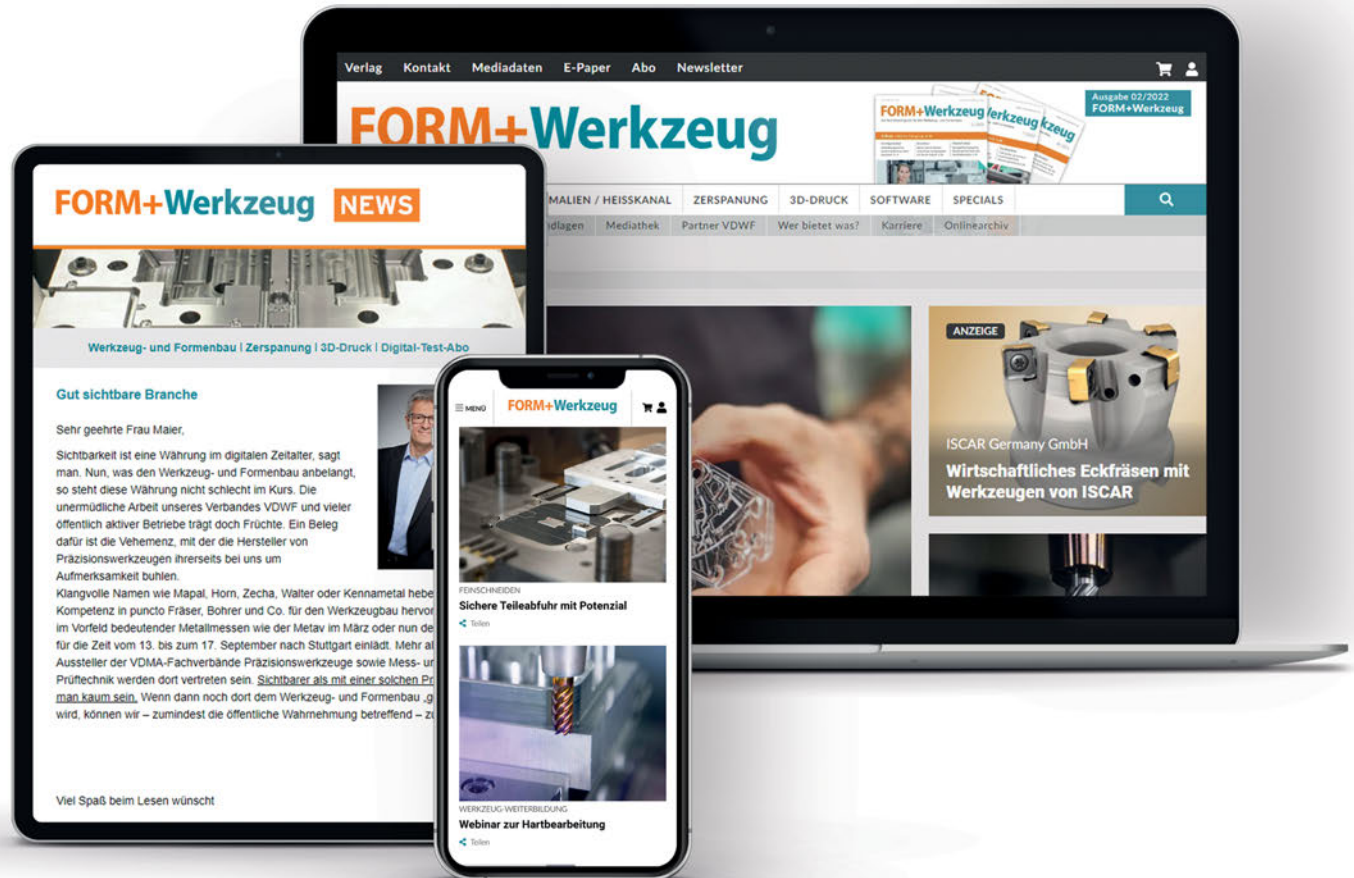 Verlag Kontakt Mediadaten E-Paper Abo Newsletter
FORM+Werkzeug
FORM+Werkzeug
Werkzeug
kzeug
Ausgabe 02/2022
FORM+Werkzeug
MALIEN / HEISSKANAL ZERSPANUNG 3D-DRUCK SOFTWARE SPECIALS
ndlagen Mediathek Partner VDWF Wer bietet was? Karriere Onlinearchiv
ANZEIGE
ISCAR Germany GmbH
Wirtschaftliches Eckfräsen mit
Werkzeugen von ISCAR
FORM+Werkzeug NEWS
Werkzeug- und Formenbau | Zerspanung | 3D-Druck | Digital-Test-Abo
Gut sichtbare Branche
Sehr geehrte Frau Maier,
Sichtbarkeit ist eine Währung im digitalen Zeitalter, sagt
man. Nun, was den Werkzeug- und Formenbau anbelangt,
so steht diese Währung nicht schlecht im Kurs. Die
unermüdliche Arbeit unseres Verbandes VDWF und vieler
öffentlich aktiver Betriebe trägt doch Früchte. Ein Beleg
dafür ist die Vehemenz, mit der die Hersteller von
Präzisionswerkzeugen ihrerseits bei uns um
Aufmerksamkeit buhlen.
Klangvolle Namen wie Mapal, Horn, Zecha, Walter oder Kennametal hebe
Kompetenz in puncto Fräser, Bohrer und Co. für den Werkzeugbau hervor
im Vorfeld bedeutender Metallmessen wie der Metav im März oder nun de
für die Zeit vom 13. bis zum 17. September nach Stuttgart einlädt. Mehr al
Aussteller der VDMA-Fachverbände Präzisionswerkzeuge sowie Mess- un
Prüftechnik werden dort vertreten sein. Sichtbarer als mit einer solchen Pr
man kaum sein. Wenn dann noch dort dem Werkzeug- und Formenbau „g
wird, können wir – zumindest die öffentliche Wahrnehmung betreffend – zu
Viel Spaß beim Lesen wünscht
MENÜ FORM+Werkzeug
FEINSCHNEIDEN
Sichere Teileabfuhr mit Potenzial
Teilen
WERKZEUG-WEITERBILDUNG
Webinar zur Hartbearbeitung
Teilen